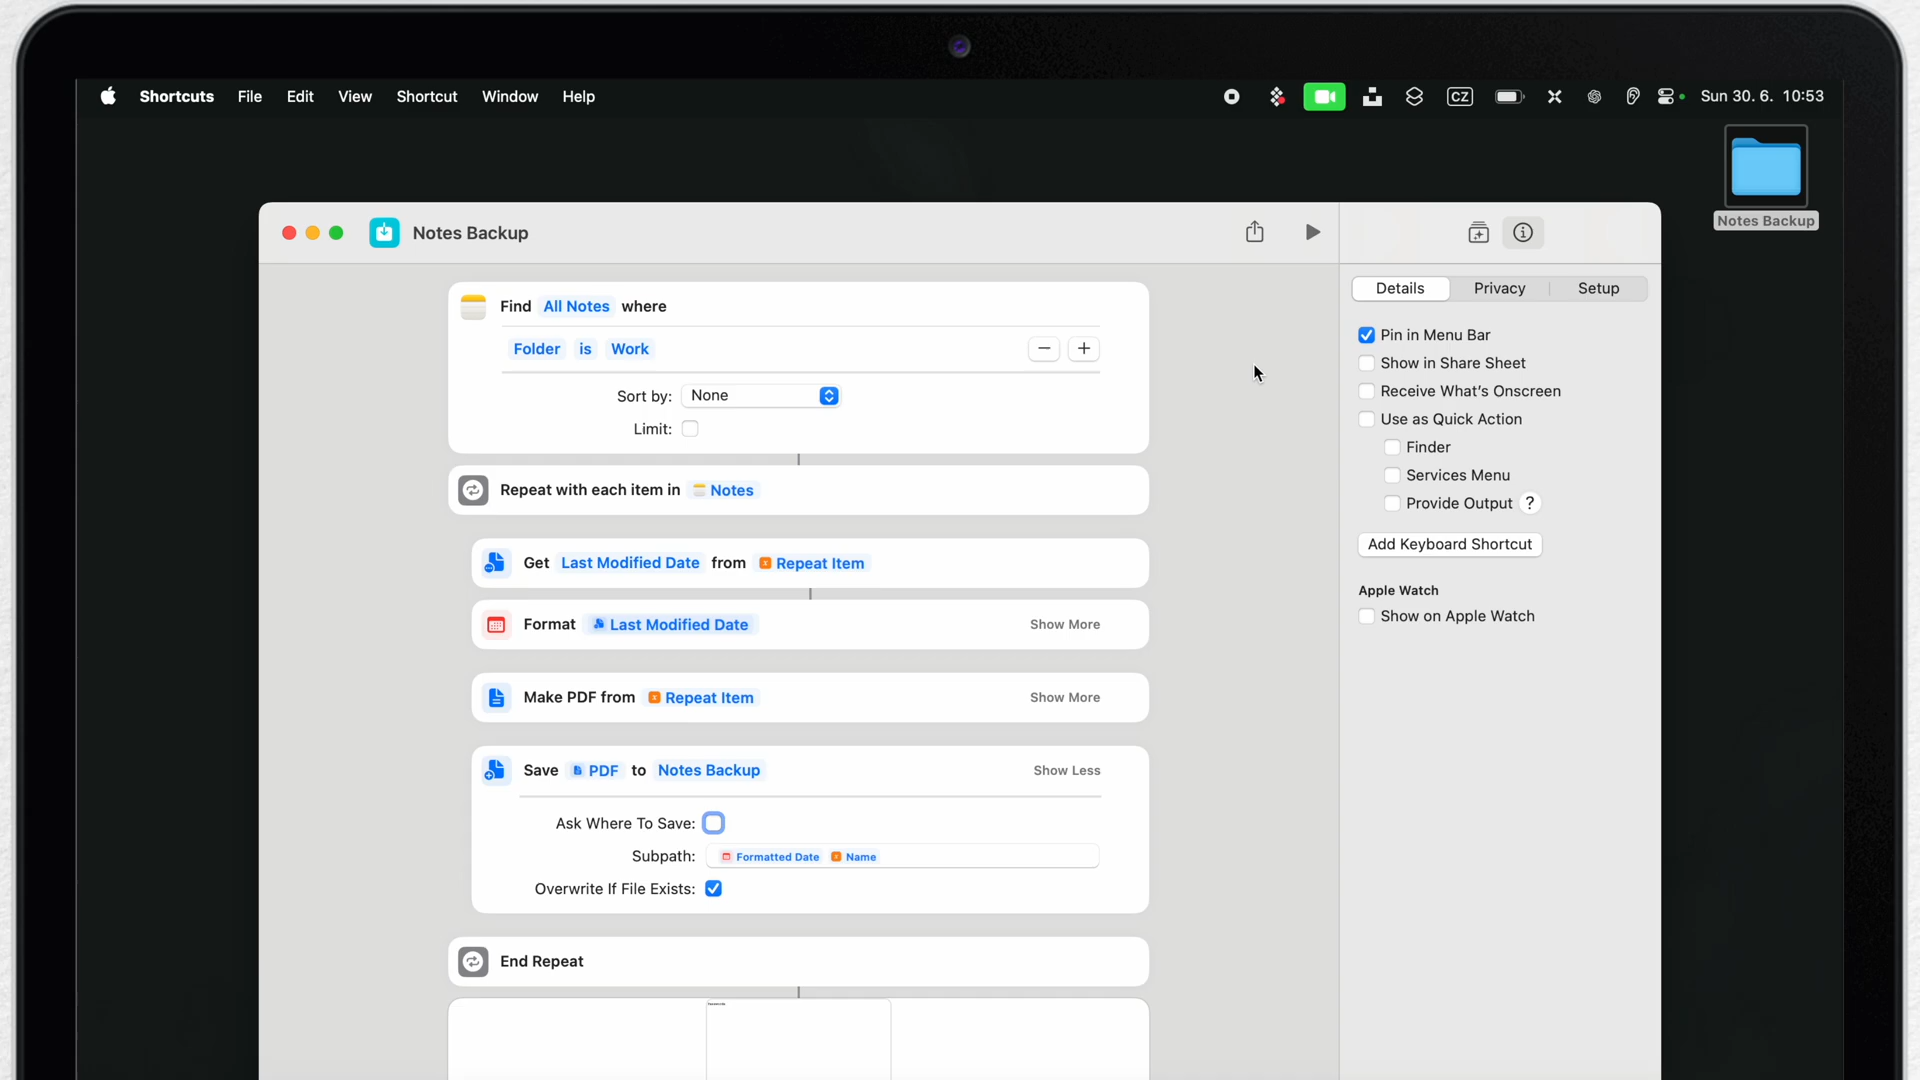 Shortcuts File Edit View Shortcut Window Help CZ Sun 30. 6. 10:53
Notes Backup
Notes Backup
Find All Notes where
Folder is Work
Sort by: None
Limit:
Repeat with each item in Notes
Get Last Modified Date from Repeat Item
Format Last Modified Date Show More
Make PDF from Repeat Item Show More
Save PDF to Notes Backup Show Less
Ask Where To Save:
Subpath: Formatted Date Name
Overwrite If File Exists:
End Repeat
Details Privacy Setup
Pin in Menu Bar
Show in Share Sheet
Receive What's Onscreen
Use as Quick Action
Finder
Services Menu
Provide Output ?
Add Keyboard Shortcut
Apple Watch
Show on Apple Watch